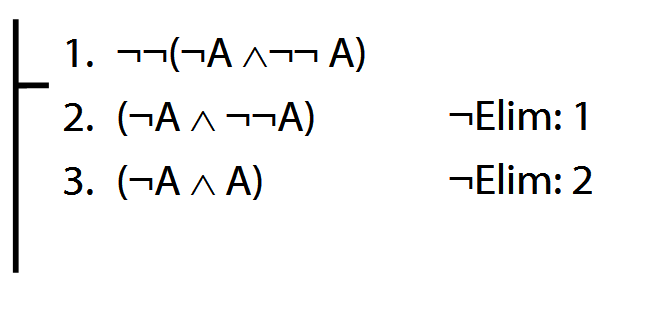 1. ¬¬(¬A ∧¬¬ A)
2. (¬A ∧ ¬¬A) ¬Elim: 1
3. (¬A ∧ A) ¬Elim: 2